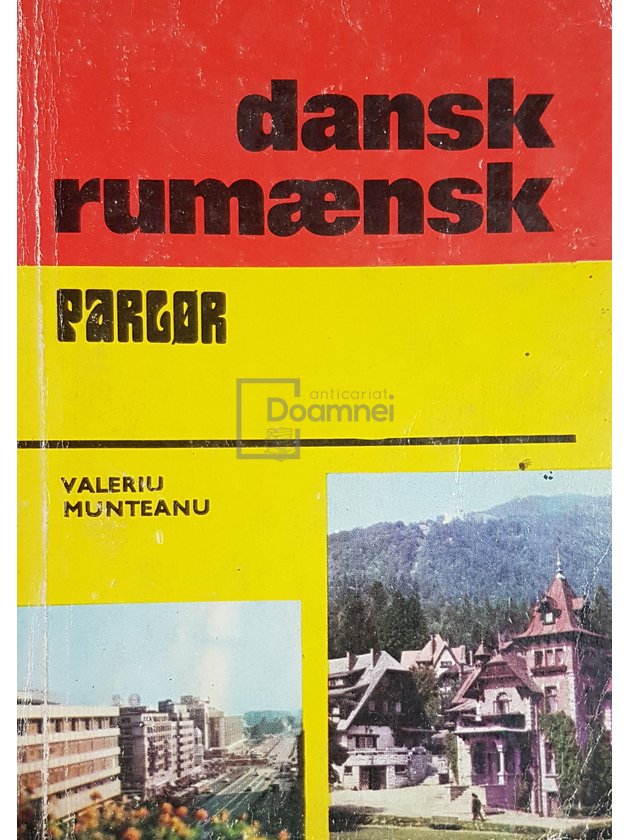 dansk
rumænsk
PARLØR
anticariat
Doamnei
VALERIU
MUNTEANU